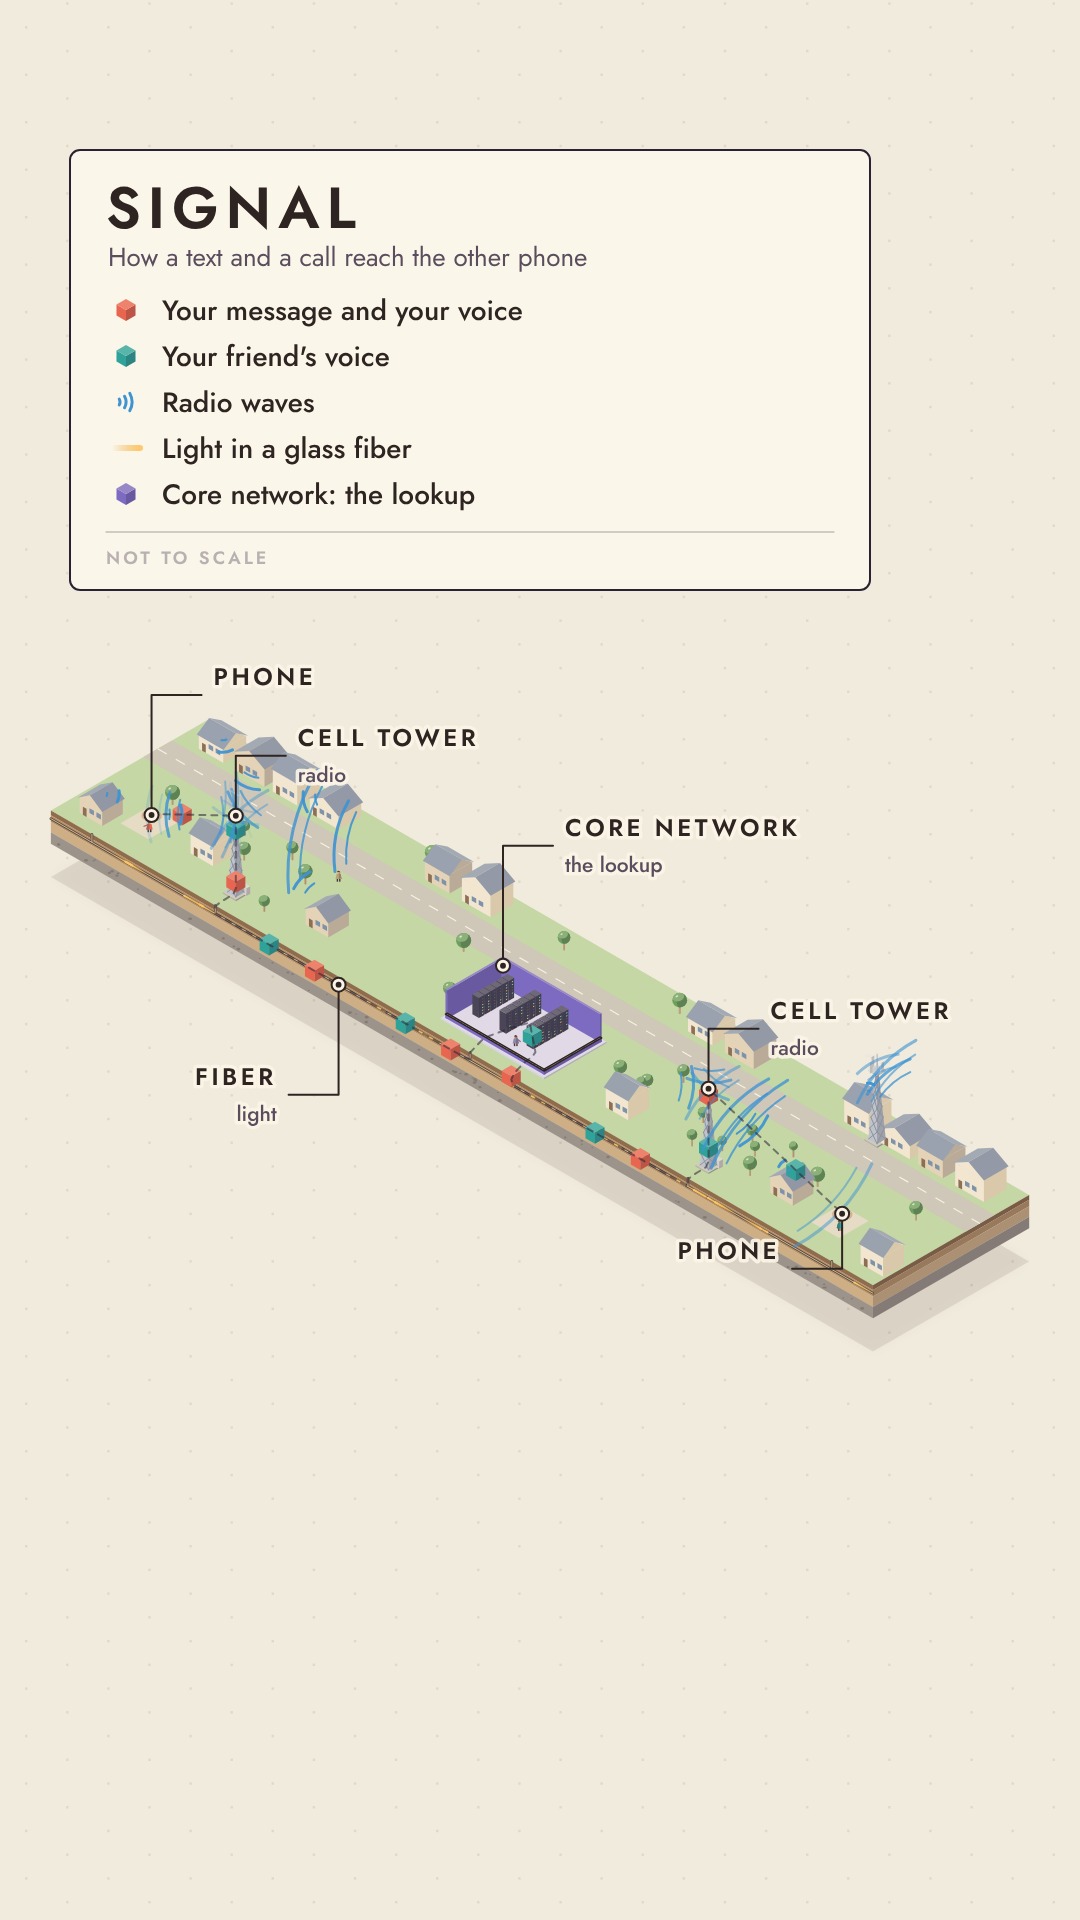 SIGNAL
How a text and a call reach the other phone
Your message and your voice
Your friend's voice
Radio waves
Light in a glass fiber
Core network: the lookup
NOT TO SCALE
PHONE
CELL TOWER
radio
CORE NETWORK
the lookup
CELL TOWER
radio
FIBER
light
PHONE